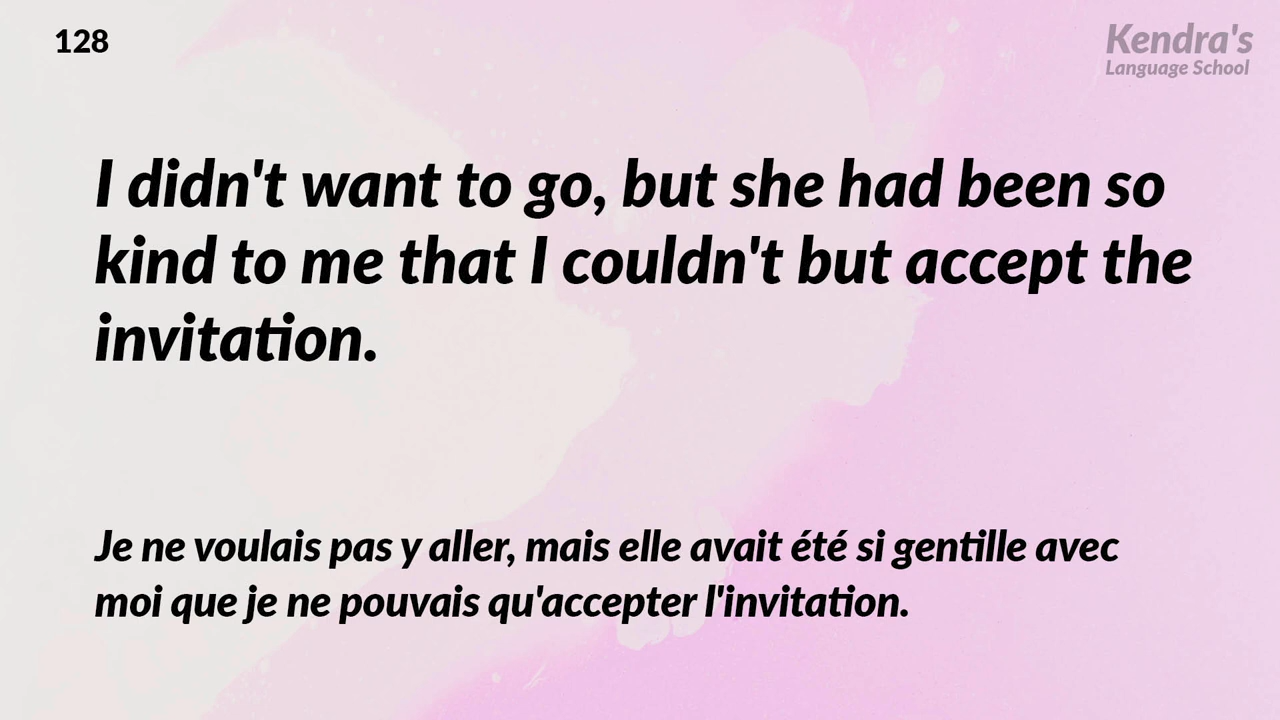 128
Kendra's
Language School
I didn't want to go, but she had been so
kind to me that I couldn't but accept the
invitation.
Je ne voulais pas y aller, mais elle avait été si gentille avec
moi que je ne pouvais qu'accepter l'invitation.